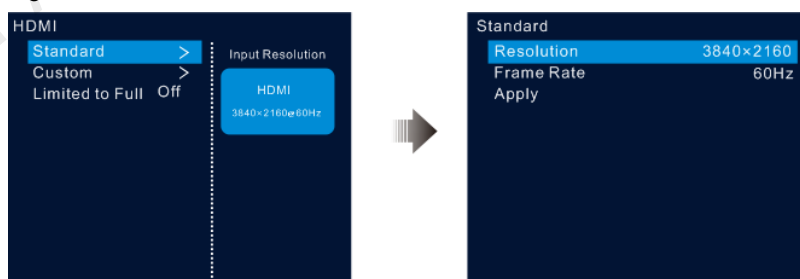 HDMI
Standard >
Custom >
Limited to Full Off
Input Resolution
HDMI
3840×2160@60Hz
Standard
Resolution 3840×2160
Frame Rate 60Hz
Apply